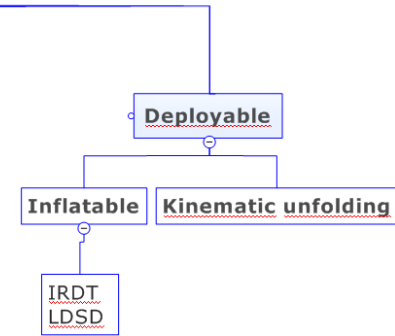 Deployable
Inflatable
Kinematic unfolding
IRDT
LDSD